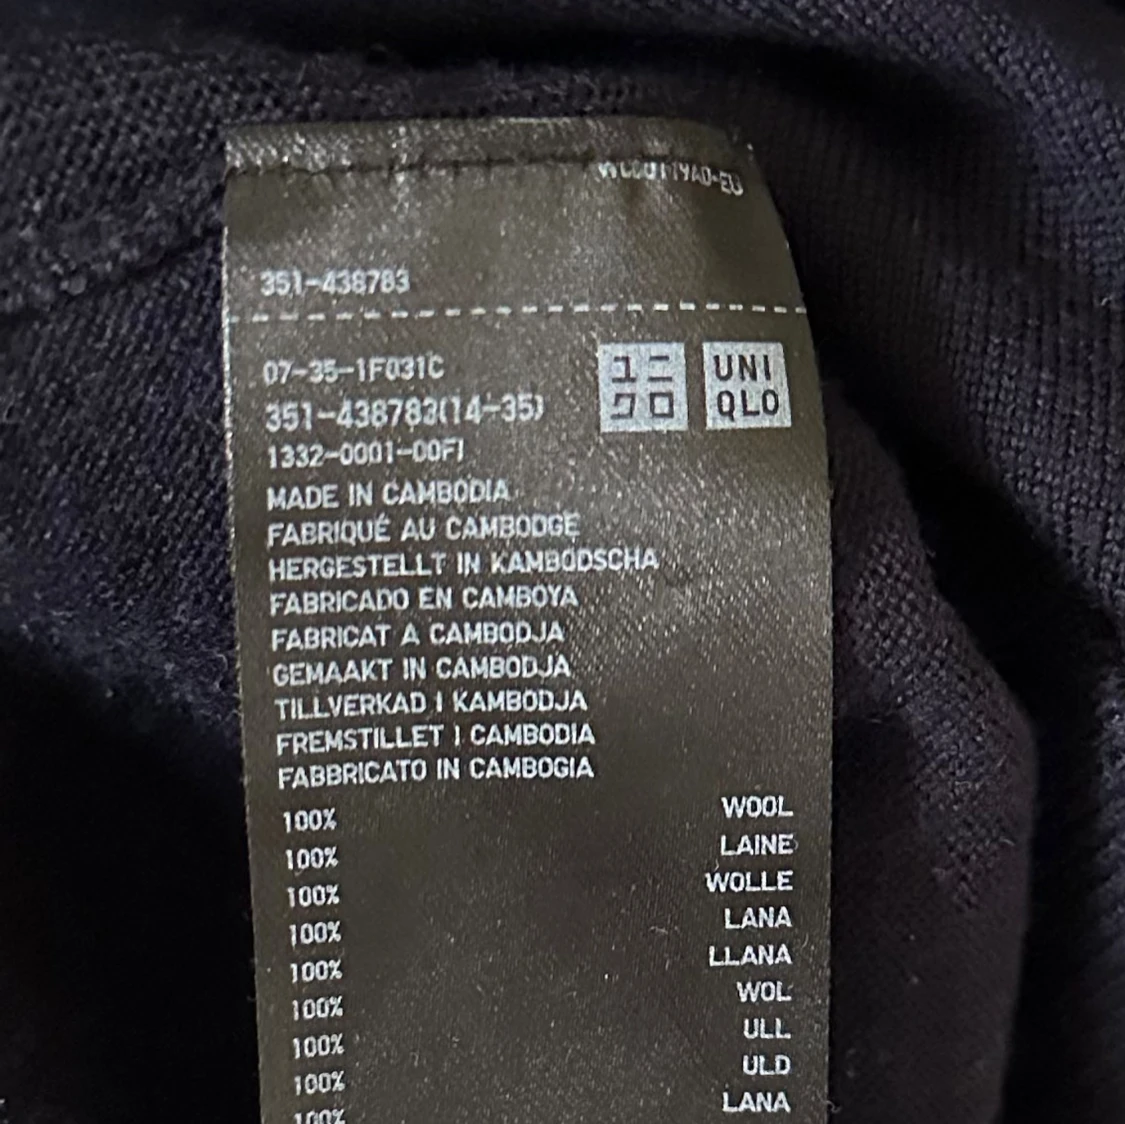 351-438783
07-35-1F031C
ユニ
クロ
UNI
QLO
351-438783(14-35)
1332-0001-00FI
MADE IN CAMBODIA
FABRIQUÉ AU CAMBODGE
HERGESTELLT IN KAMBODSCHA
FABRICADO EN CAMBOYA
FABRICAT A CAMBODJA
GEMAAKT IN CAMBODJA
TILLVERKAD I KAMBODJA
FREMSTILLET I CAMBODIA
FABBRICATO IN CAMBOGIA
100% WOOL
100% LAINE
100% WOLLE
100% LANA
100% LLANA
100% WOL
100% ULL
100% ULD
100% LANA